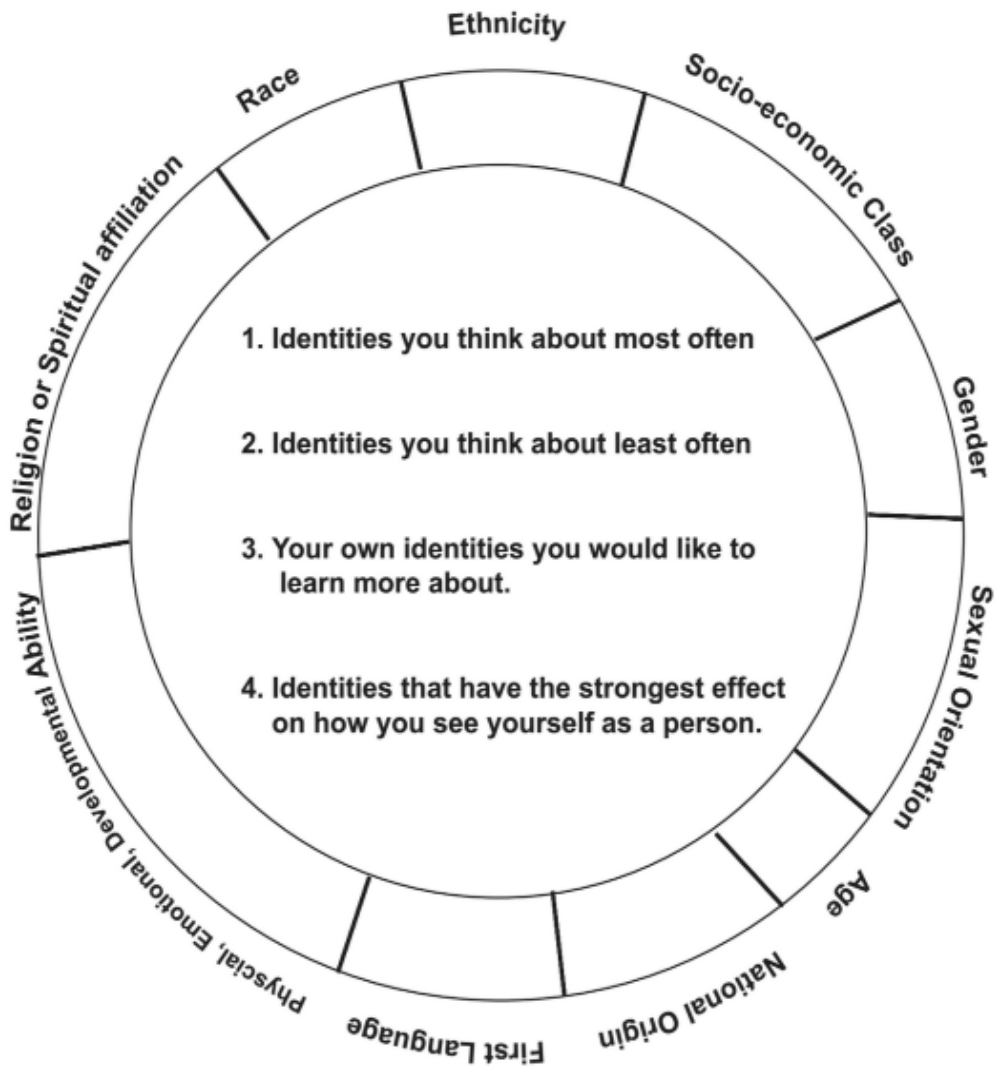 Ethnicity
Socio-economic Class
Gender
Sexual Orientation
Age
National Origin
First Language
Physcial, Emotional, Developmental Ability
Religion or Spiritual affiliation
Race
1. Identities you think about most often
2. Identities you think about least often
3. Your own identities you would like to
learn more about.
4. Identities that have the strongest effect
on how you see yourself as a person.